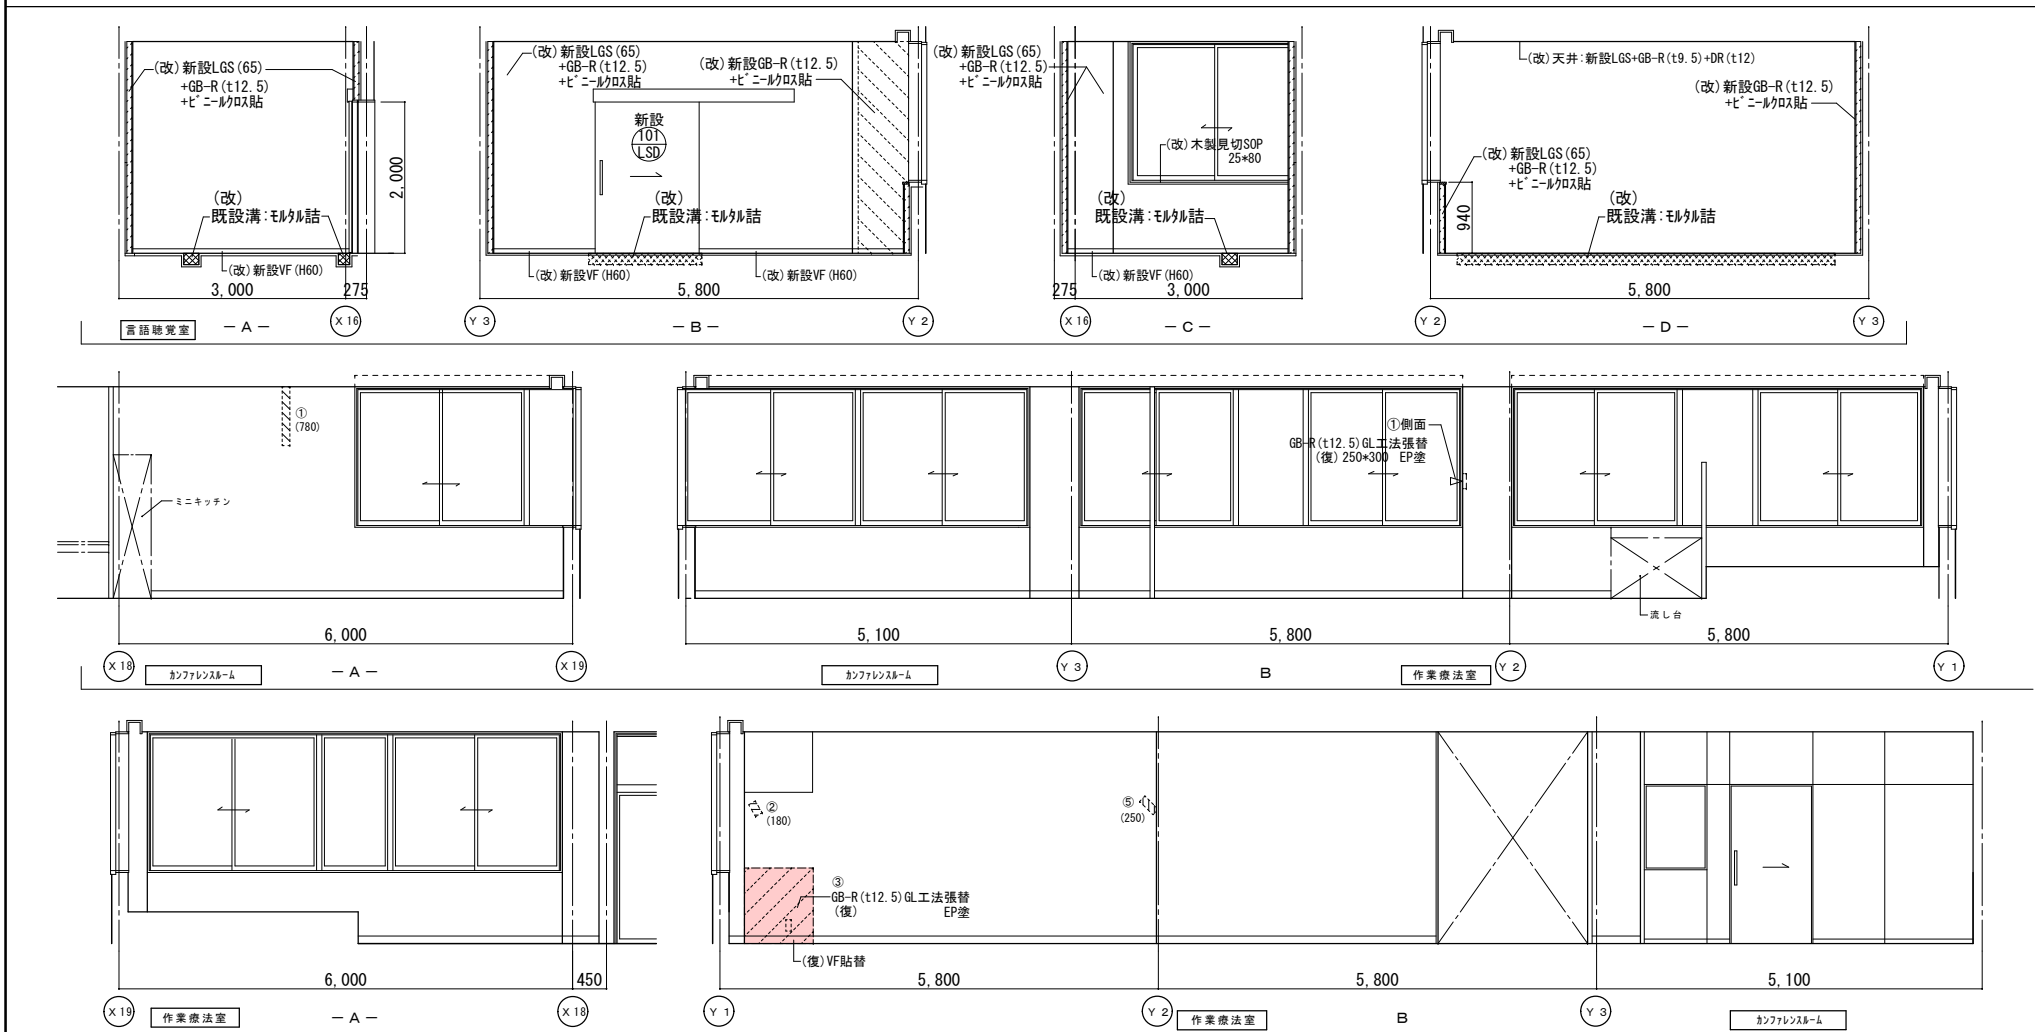 (改)新設LGS(65)
+GB-R(t12.5)
+ﾋﾞﾆｰﾙｸﾛｽ貼
(改)
既設溝:ﾓﾙﾀﾙ詰
2,000
(改)新設VF(H60)
3,000
275
言語聴覚室
— A —
X 16
(改)新設LGS(65)
+GB-R(t12.5)
+ﾋﾞﾆｰﾙｸﾛｽ貼
(改)新設GB-R(t12.5)
+ﾋﾞﾆｰﾙｸﾛｽ貼
新設
101
LSD
(改)
既設溝:ﾓﾙﾀﾙ詰
(改)新設VF(H60)
(改)新設VF(H60)
5,800
Y 3
— B —
Y 2
(改)新設LGS(65)
+GB-R(t12.5)
+ﾋﾞﾆｰﾙｸﾛｽ貼
(改)木製見切SOP
25*80
(改)
既設溝:ﾓﾙﾀﾙ詰
(改)新設VF(H60)
275
3,000
X 16
— C —
(改)天井:新設LGS+GB-R(t9.5)+DR(t12)
(改)新設GB-R(t12.5)
+ﾋﾞﾆｰﾙｸﾛｽ貼
(改)新設LGS(65)
+GB-R(t12.5)
+ﾋﾞﾆｰﾙｸﾛｽ貼
940
(改)
既設溝:ﾓﾙﾀﾙ詰
5,800
Y 2
— D —
Y 3
①
(780)
ミニキッチン
6,000
X 18
ｶﾝﾌｧﾚﾝｽﾙｰﾑ
— A —
X 19
①側面
GB-R(t12.5)GL工法張替
(復)250*300 EP塗
流し台
5,100
5,800
5,800
ｶﾝﾌｧﾚﾝｽﾙｰﾑ
Y 3
B
作業療法室
Y 2
Y 1
6,000
450
X 19
作業療法室
— A —
X 18
②
(180)
⑤
(250)
③
GB-R(t12.5)GL工法張替
(復) EP塗
(復)VF貼替
5,800
5,800
5,100
Y 1
Y 2
作業療法室
B
Y 3
ｶﾝﾌｧﾚﾝｽﾙｰﾑ